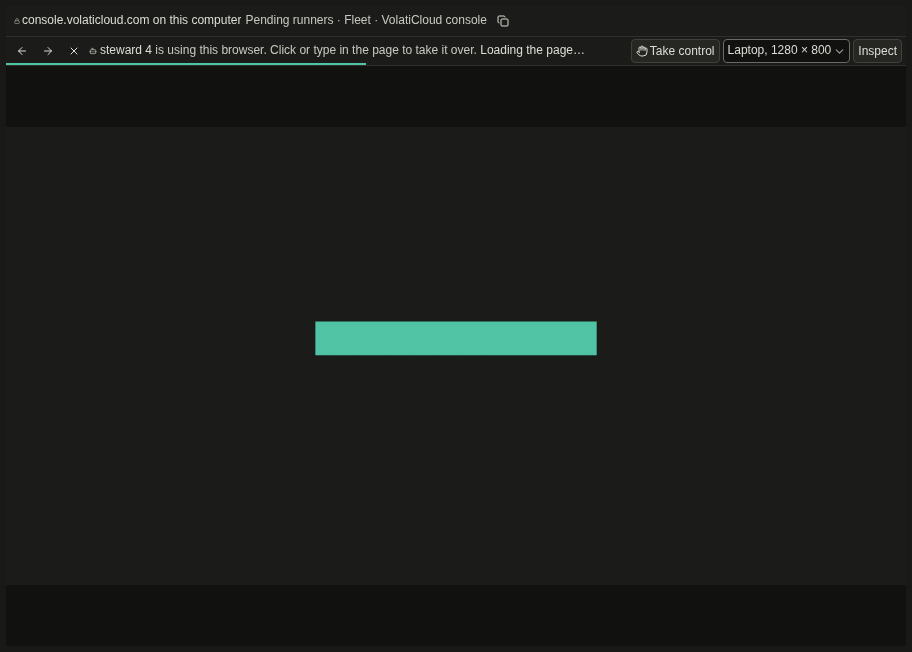 console.volaticloud.com on this computer Pending runners · Fleet · VolatiCloud console
steward 4 is using this browser. Click or type in the page to take it over. Loading the page…
Take control
Laptop, 1280 × 800
Inspect